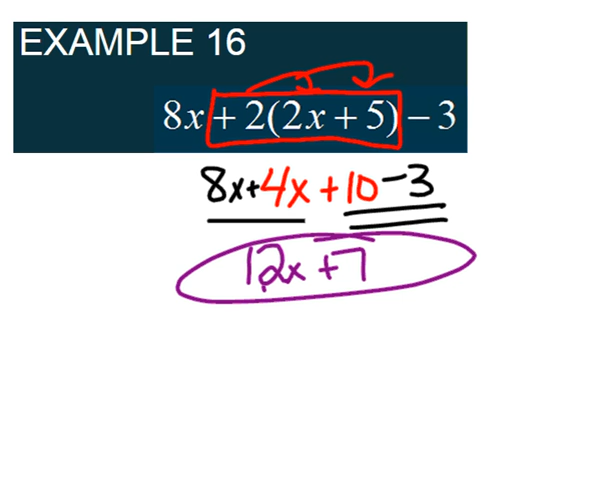 EXAMPLE 16
8x + 2(2x + 5) − 3
8x+4x+10−3
12x+7